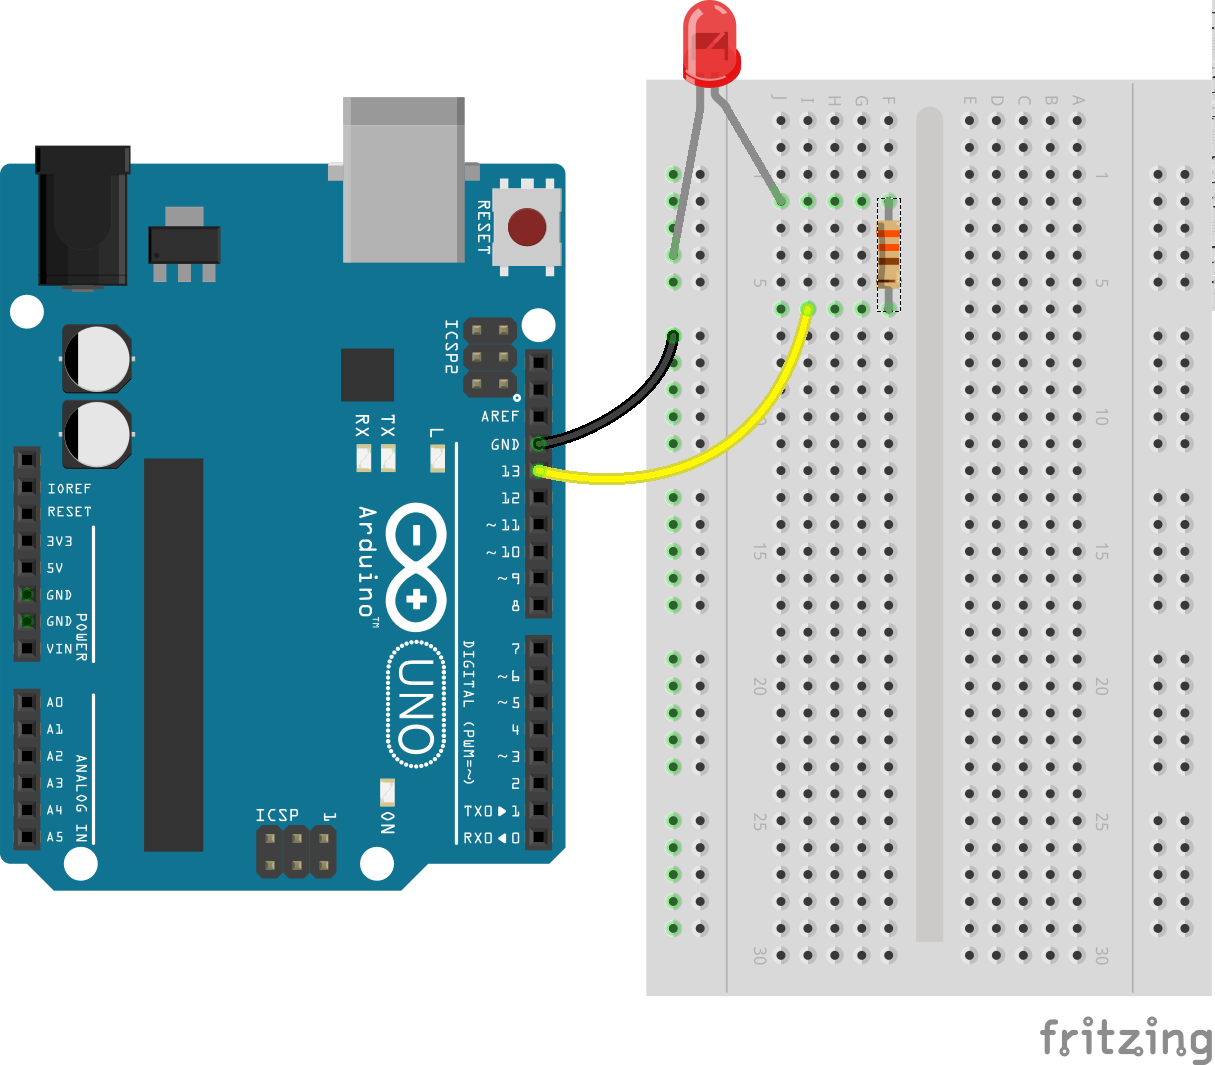 RESET
ICSP2
AREF
GND
13
12
~11
~10
~9
8
7
~6
~5
4
~3
2
TX0▶1
RX0◀0
DIGITAL (PWM=~)
RX
TX
L
Arduino™
UNO
ON
ICSP
1
IOREF
RESET
3V3
5V
GND
GND
VIN
POWER
A0
A1
A2
A3
A4
A5
ANALOG IN
J I H G F
E D C B A
1
1
5
5
10
10
15
15
20
20
25
25
30
30
fritzing